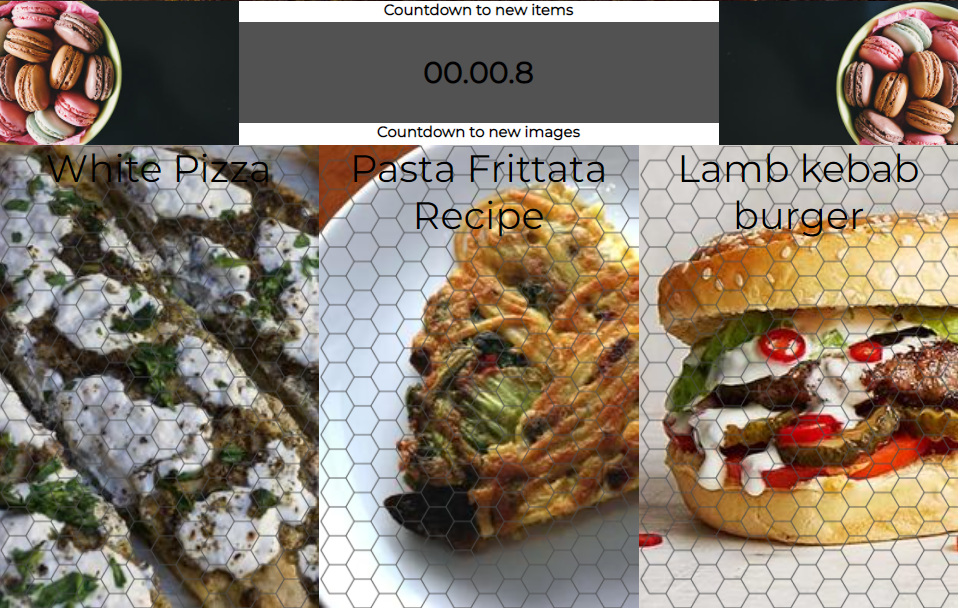 Countdown to new items
00.00.8
Countdown to new images
White Pizza
Pasta Frittata
Recipe
Lamb kebab
burger